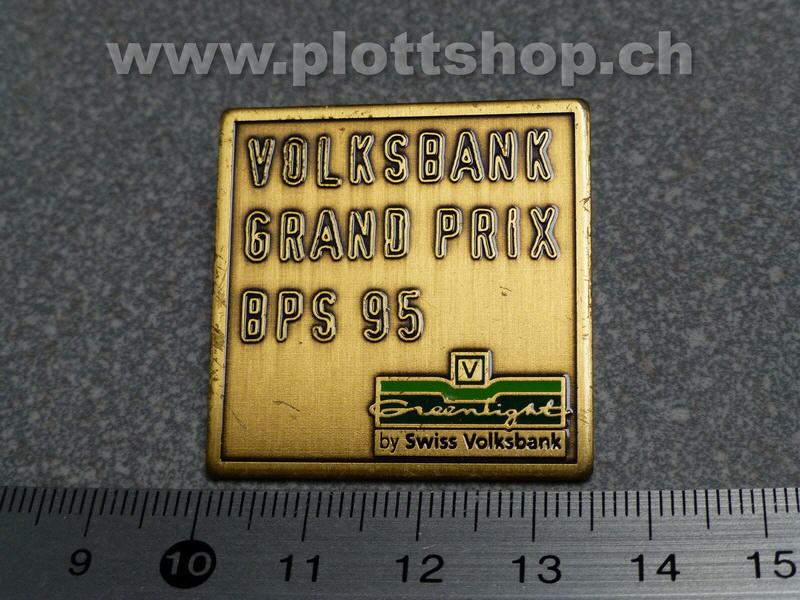 www.plottshop.ch
VOLKSBANK
GRAND PRIX
BPS 95
V
Greenlight
by Swiss Volksbank
9 10 11 12 13 14 15